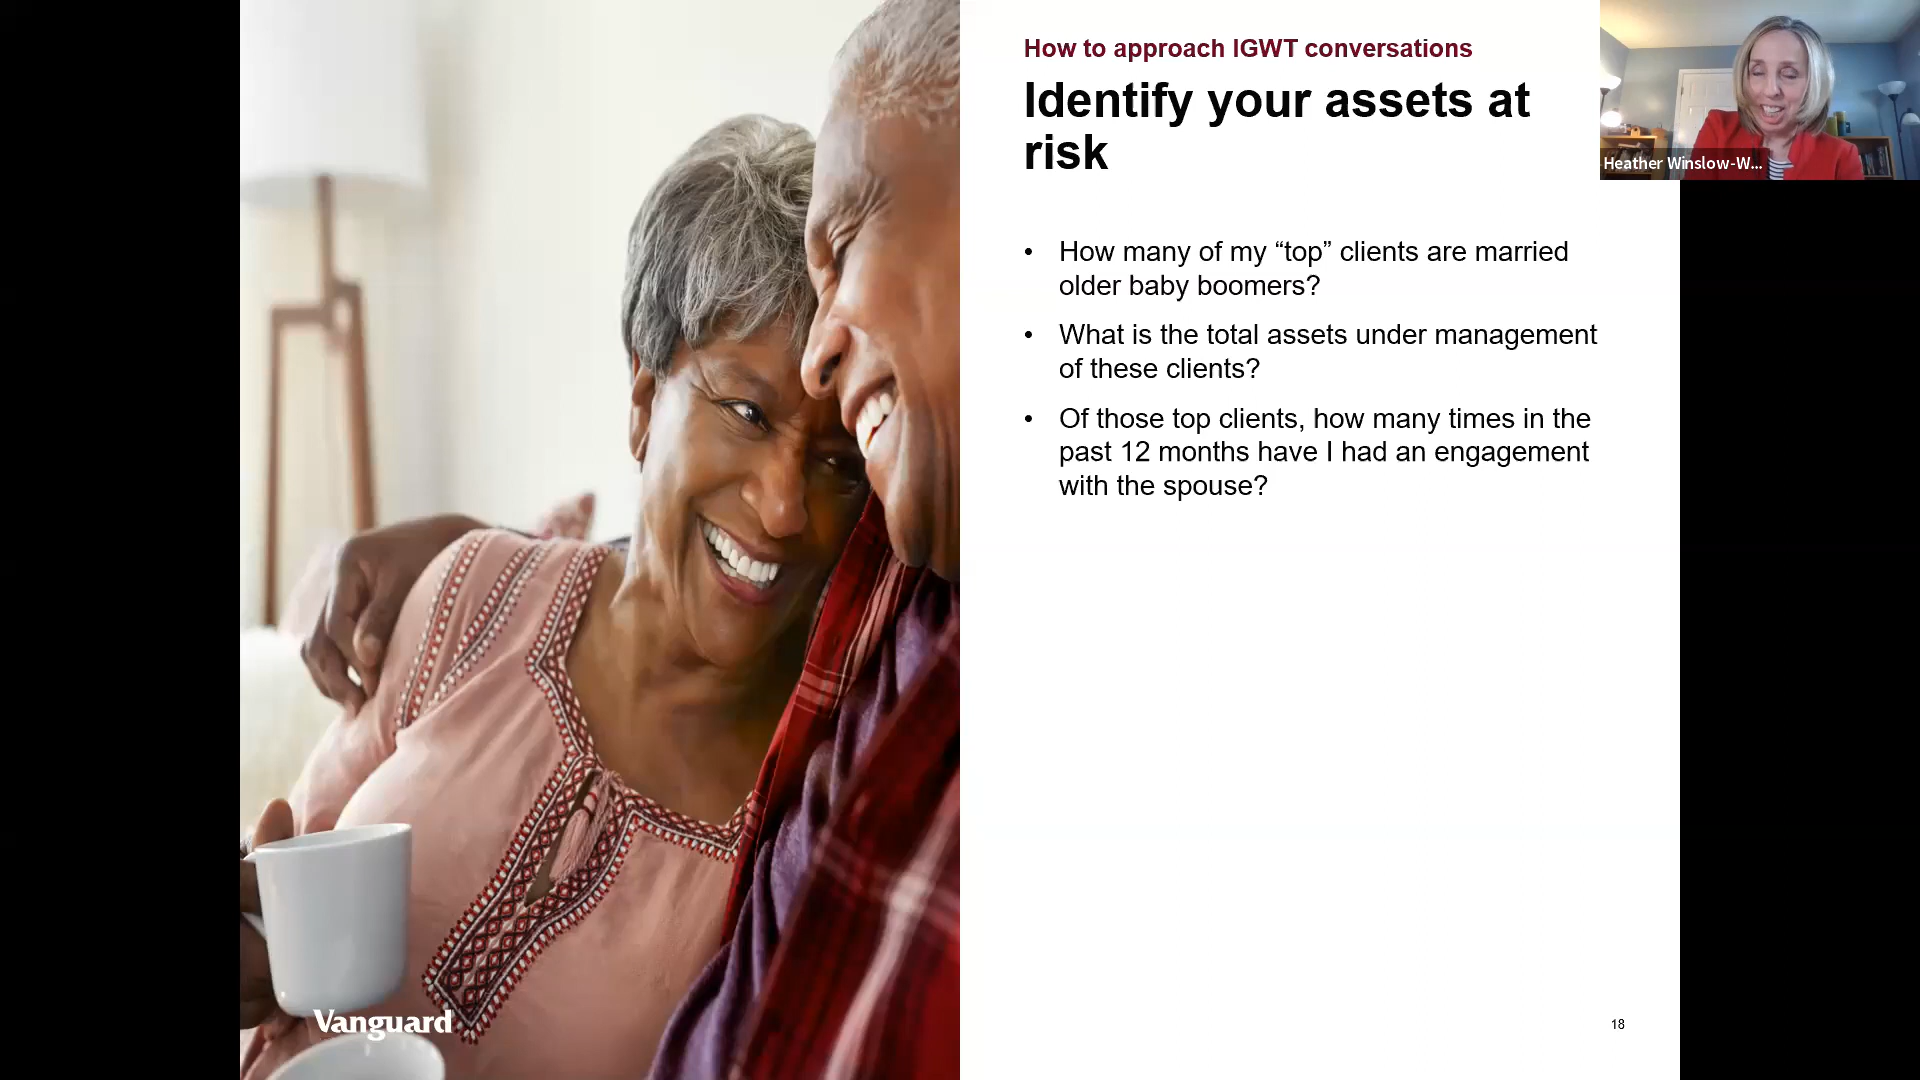 How to approach IGWT conversations
Identify your assets at
risk
• How many of my “top” clients are married
older baby boomers?
• What is the total assets under management
of these clients?
• Of those top clients, how many times in the
past 12 months have I had an engagement
with the spouse?
Heather Winslow-W...
Vanguard
18